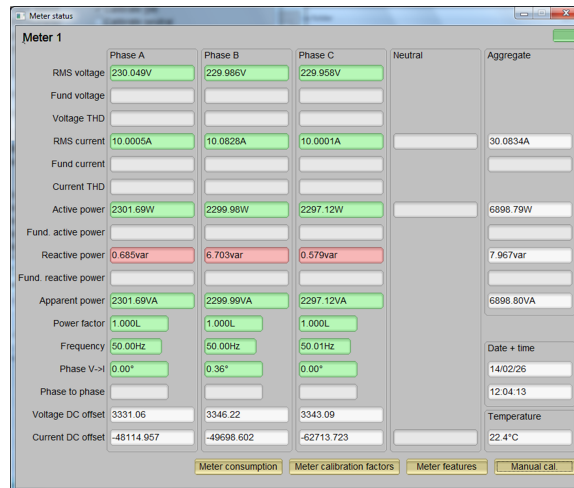 Meter status
Meter 1
Phase A Phase B Phase C Neutral Aggregate
RMS voltage 230.049V 229.986V 229.958V
Fund voltage
Voltage THD
RMS current 10.0005A 10.0828A 10.0001A 30.0834A
Fund current
Current THD
Active power 2301.69W 2299.98W 2297.12W 6898.79W
Fund. active power
Reactive power 0.685var 6.703var 0.579var 7.967var
Fund. reactive power
Apparent power 2301.69VA 2299.99VA 2297.12VA 6898.80VA
Power factor 1.000L 1.000L 1.000L
Frequency 50.00Hz 50.00Hz 50.01Hz Date + time
Phase V->I 0.00° 0.36° 0.00° 14/02/26
Phase to phase 12:04:13
Voltage DC offset 3331.06 3346.22 3343.09 Temperature
Current DC offset -48114.957 -49698.602 -62713.723 22.4°C
Meter consumption Meter calibration factors Meter features Manual cal.